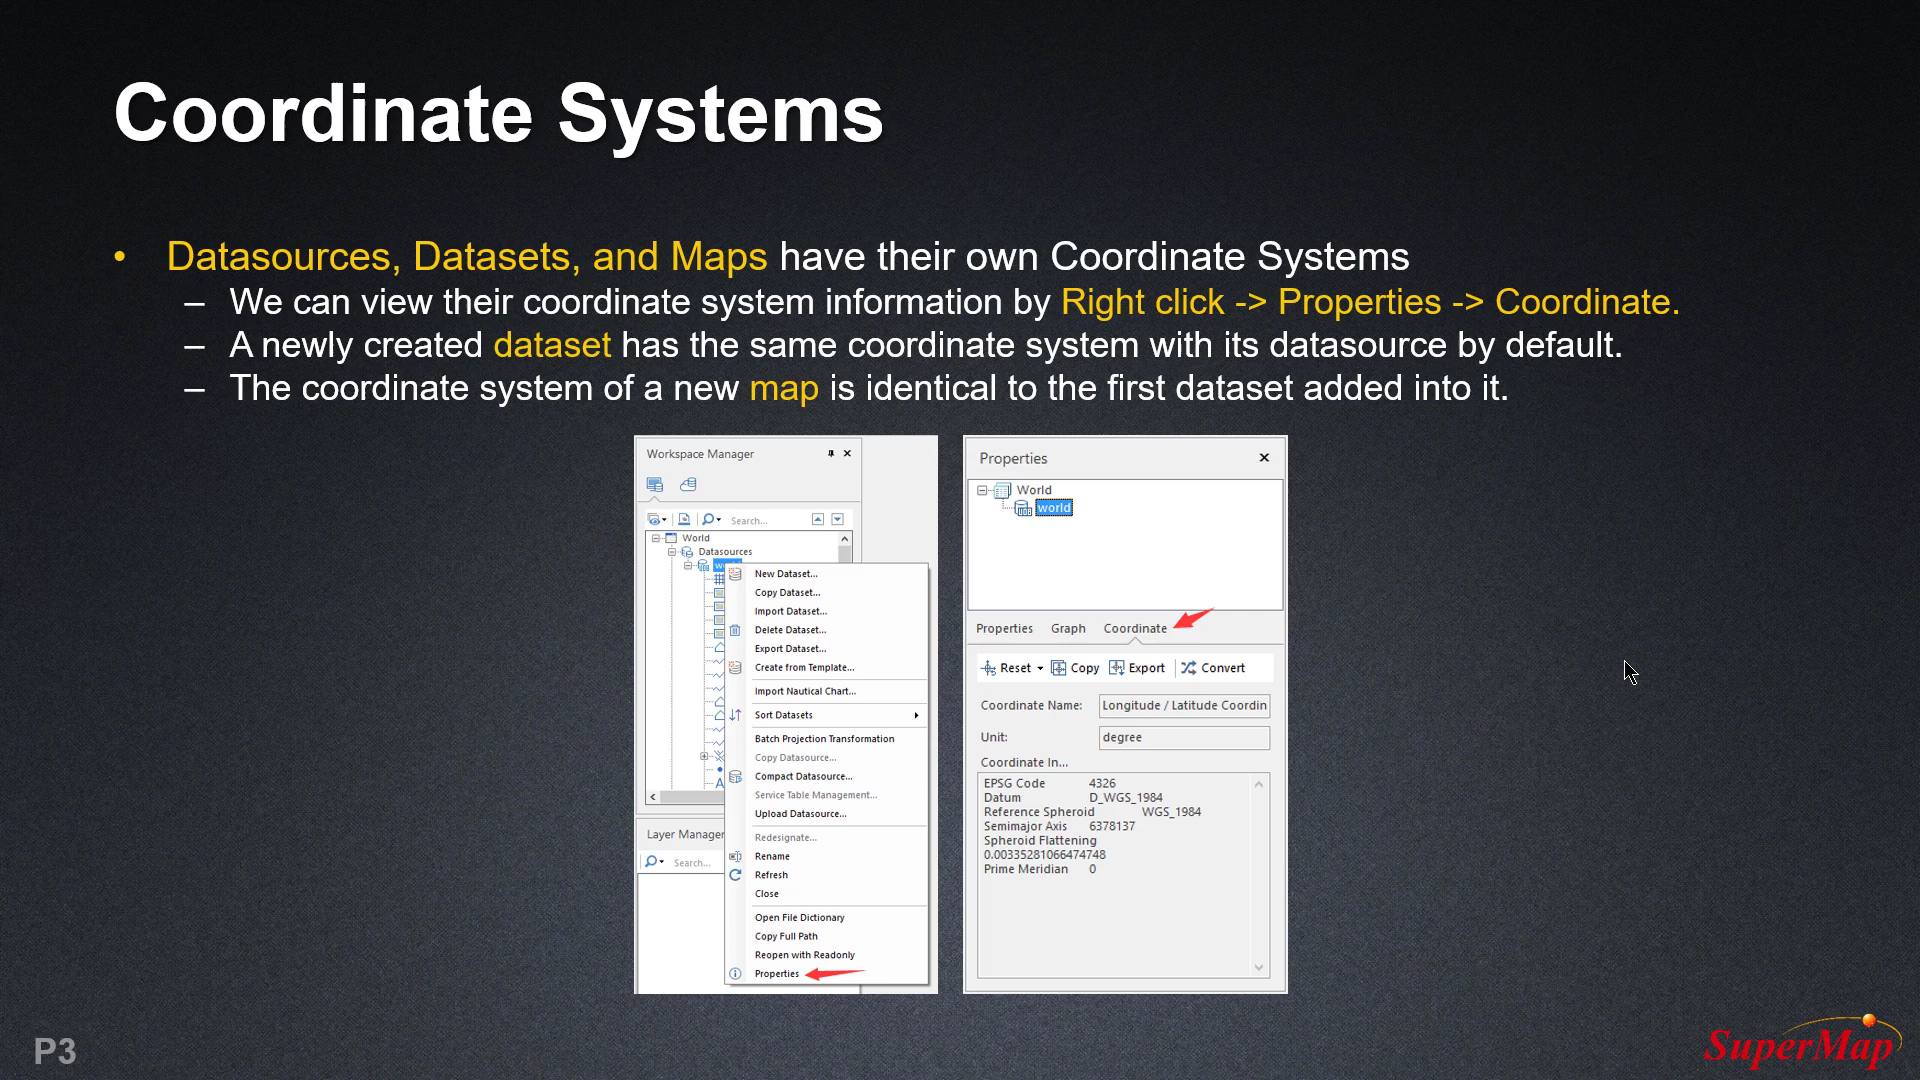 Coordinate Systems
• Datasources, Datasets, and Maps have their own Coordinate Systems
– We can view their coordinate system information by Right click -> Properties -> Coordinate.
– A newly created dataset has the same coordinate system with its datasource by default.
– The coordinate system of a new map is identical to the first dataset added into it.
Workspace Manager
Search...
World
Datasources
New Dataset...
Copy Dataset...
Import Dataset...
Delete Dataset...
Export Dataset...
Create from Template...
Import Nautical Chart...
Sort Datasets
Batch Projection Transformation
Copy Datasource...
Compact Datasource...
Service Table Management...
Upload Datasource...
Redesignate...
Rename
Refresh
Close
Open File Dictionary
Copy Full Path
Reopen with Readonly
Properties
Layer Manager
Search...
Properties
World
world
Properties Graph Coordinate
Reset Copy Export Convert
Coordinate Name: Longitude / Latitude Coordin
Unit: degree
Coordinate In...
EPSG Code 4326
Datum D_WGS_1984
Reference Spheroid WGS_1984
Semimajor Axis 6378137
Spheroid Flattening
0.00335281066474748
Prime Meridian 0
P3
SuperMap